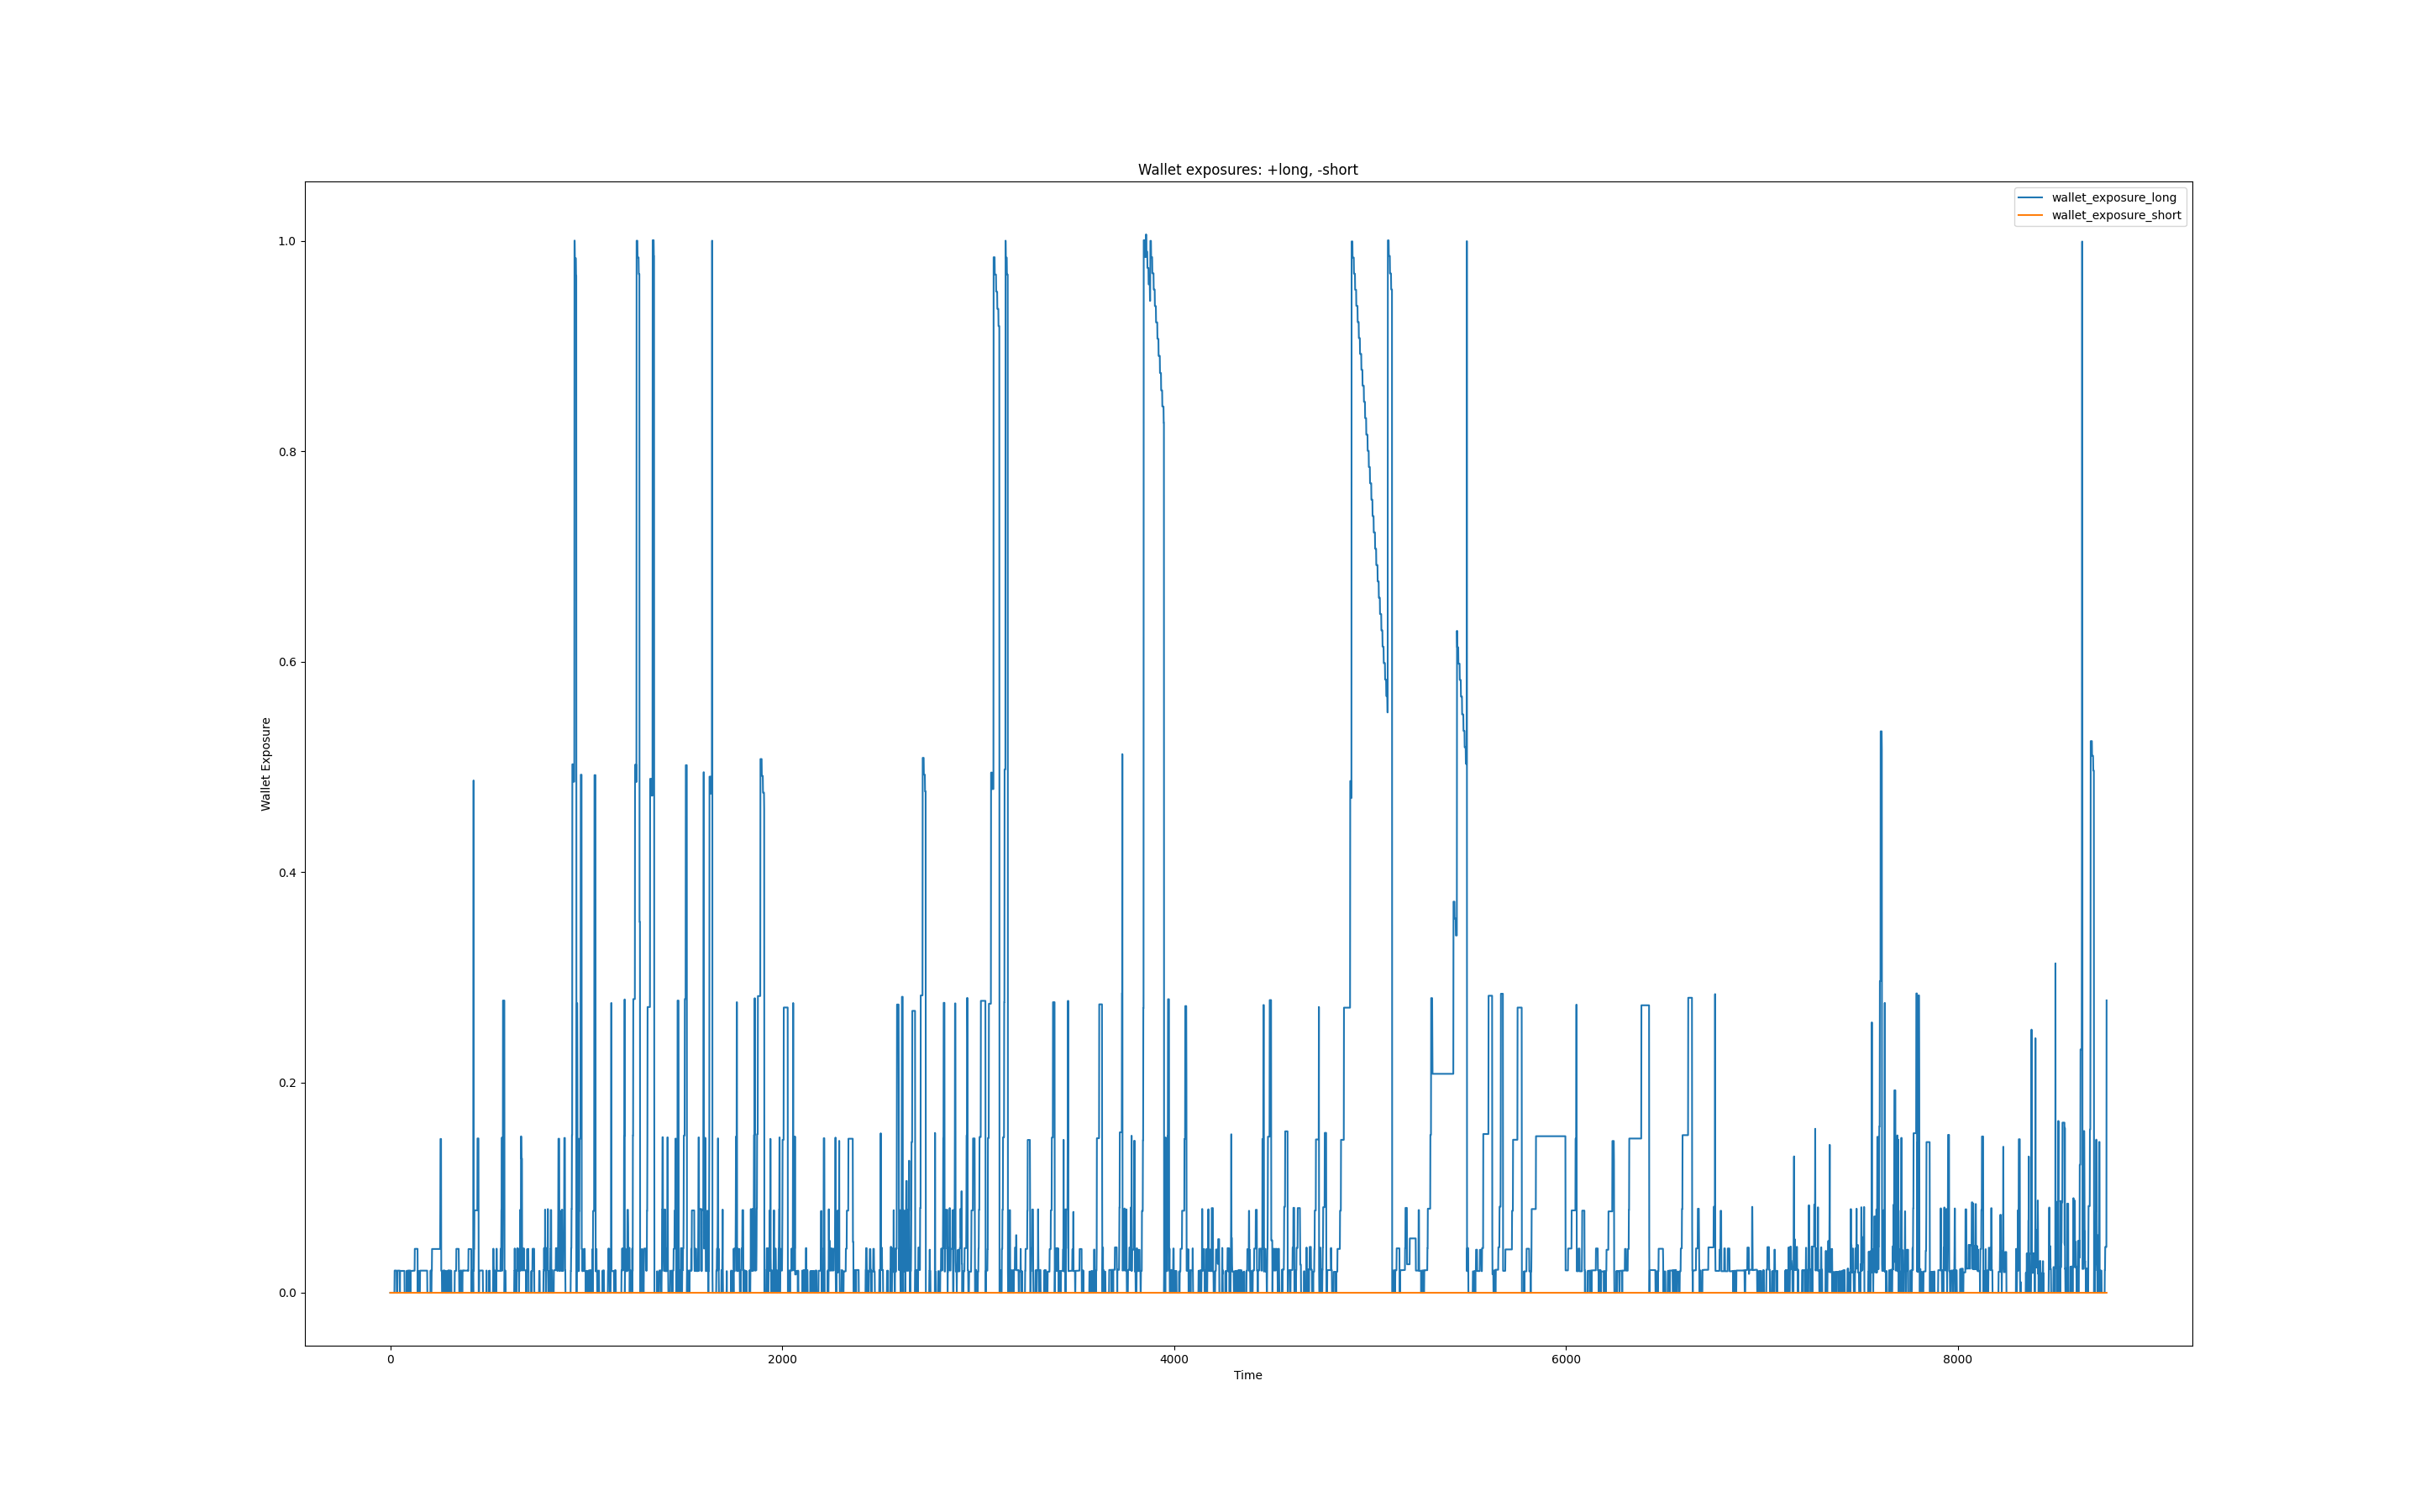 Wallet exposures: +long, -short
wallet_exposure_long
wallet_exposure_short
1.0
0.8
0.6
0.4
0.2
0.0
Wallet Exposure
0 2000 4000 6000 8000
Time